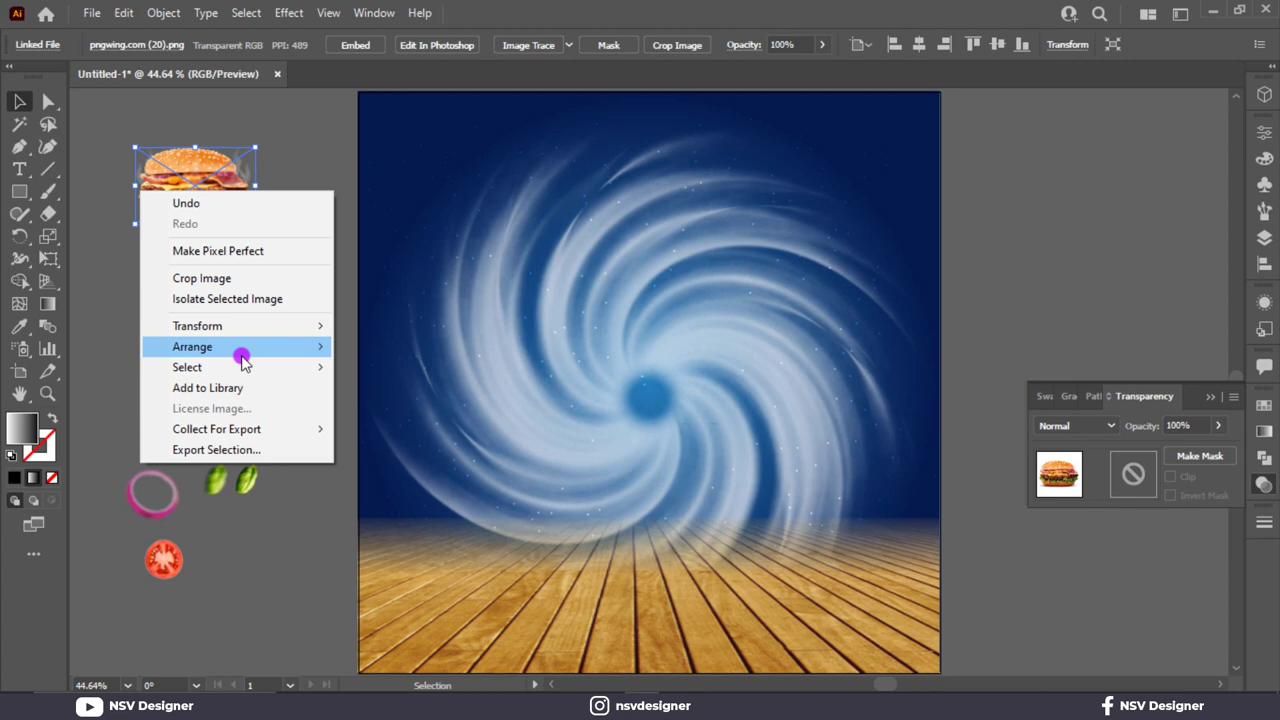 Ai File Edit Object Type Select Effect View Window Help
Linked File pngwing.com (20).png Transparent RGB PPI: 489 Embed Edit In Photoshop Image Trace Mask Crop Image Opacity: 100% Transform
Untitled-1* @ 44.64 % (RGB/Preview)
Undo
Redo
Make Pixel Perfect
Crop Image
Isolate Selected Image
Transform
Arrange
Select
Add to Library
License Image...
Collect For Export
Export Selection...
Swa Gra Patl Transparency
Normal Opacity: 100%
Make Mask
Clip
Invert Mask
44.64% 0° 1 Selection
NSV Designer nsvdesigner NSV Designer